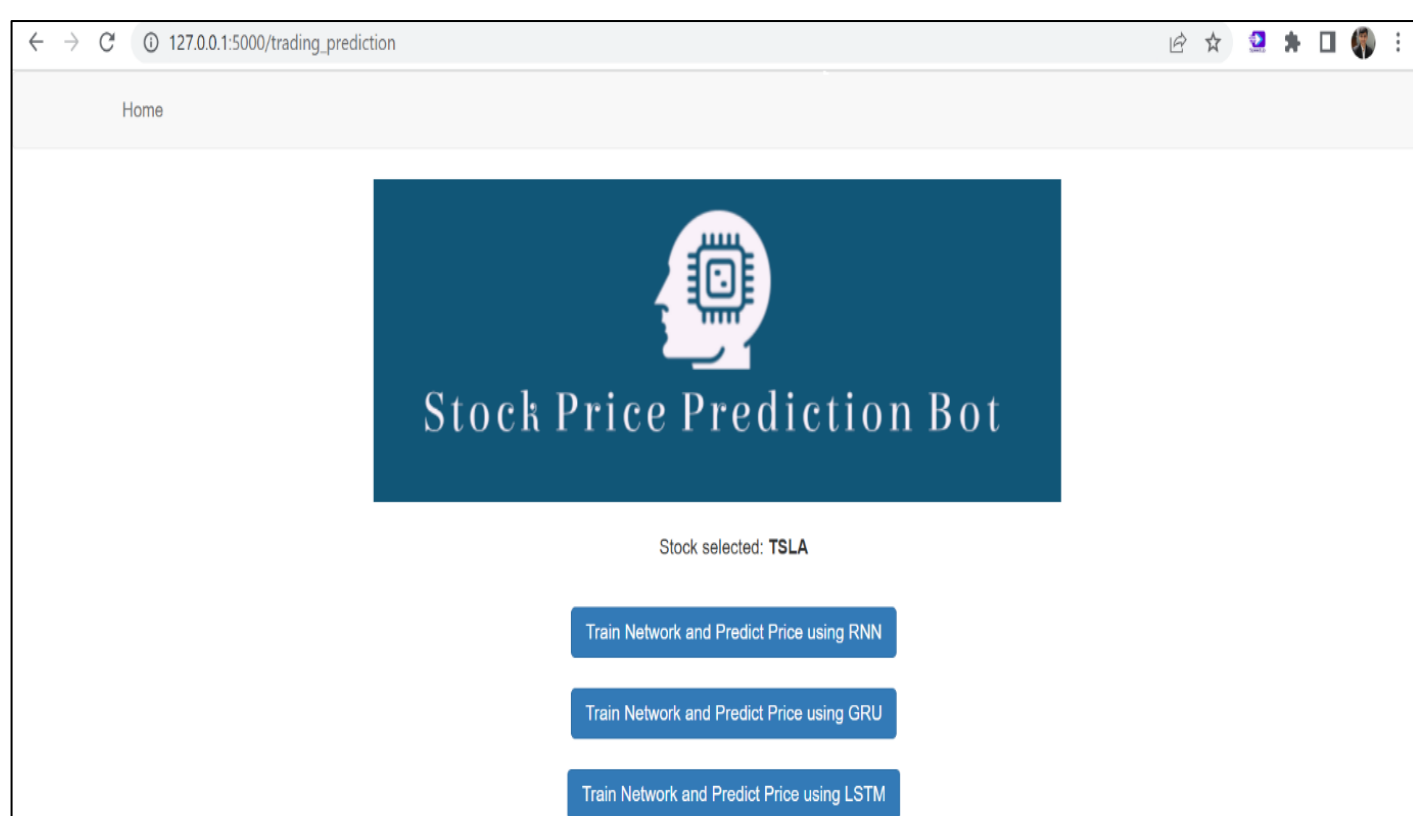 127.0.0.1:5000/trading_prediction
Home
Stock Price Prediction Bot
Stock selected: TSLA
Train Network and Predict Price using RNN
Train Network and Predict Price using GRU
Train Network and Predict Price using LSTM